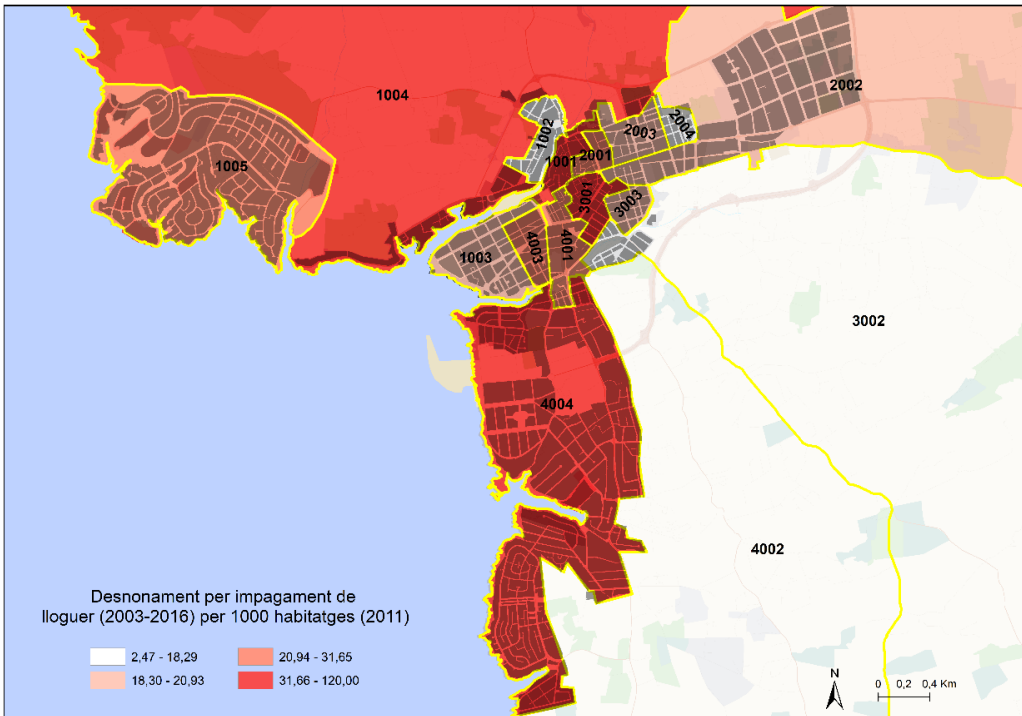 2002
1004
1002
2003
2004
1005
1001
2001
3001
3003
1003
4003
4001
3002
4004
4002
Desnonament per impagament de
lloguer (2003-2016) per 1000 habitatges (2011)
2,47 - 18,29
20,94 - 31,65
18,30 - 20,93
31,66 - 120,00
N
0 0,2 0,4 Km